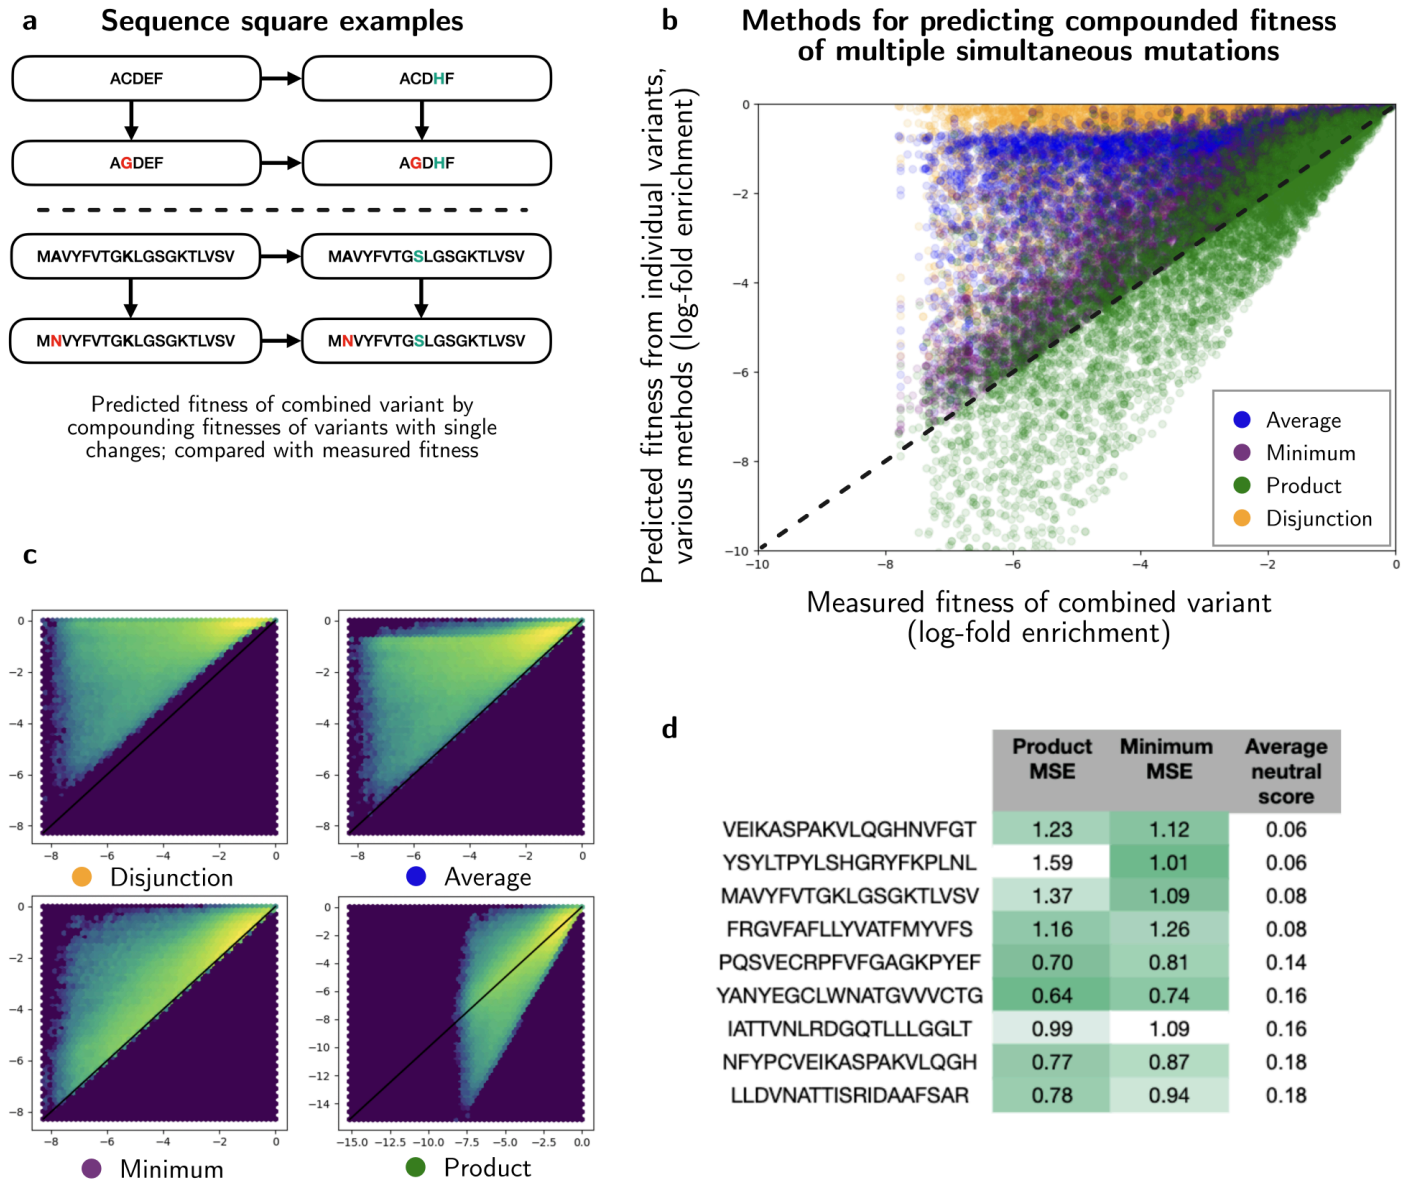 a
Sequence square examples
ACDEF
ACDHF
AGDEF
AGDHF
MAVYFVTGKLGSGKTLVSV
MAVYFVTGSLGSGKTLVSV
MNVYFVTGKLGSGKTLVSV
MNVYFVTGSLGSGKTLVSV
Predicted fitness of combined variant by
compounding fitnesses of variants with single
changes; compared with measured fitness
b
Methods for predicting compounded fitness
of multiple simultaneous mutations
Predicted fitness from individual variants,
various methods (log-fold enrichment)
0
−2
−4
−6
−8
−10
−10 −8 −6 −4 −2 0
Average
Minimum
Product
Disjunction
Measured fitness of combined variant
(log-fold enrichment)
c
0
−2
−4
−6
−8
−8 −6 −4 −2 0
Disjunction
0
−2
−4
−6
−8
−8 −6 −4 −2 0
Average
0
−2
−4
−6
−8
−8 −6 −4 −2 0
Minimum
0
−2
−4
−6
−8
−10
−12
−14
−15.0 −12.5 −10.0 −7.5 −5.0 −2.5 0.0
Product
d
Product MSE Minimum MSE Average neutral score
VEIKASPAKVLQGHNVFGT 1.23 1.12 0.06
YSYLTPYLSHGRYFKPLNL 1.59 1.01 0.06
MAVYFVTGKLGSGKTLVSV 1.37 1.09 0.08
FRGVFAFLLYVATFMYVFS 1.16 1.26 0.08
PQSVECRPFVFGAGKPYEF 0.70 0.81 0.14
YANYEGCLWNATGVVVCTG 0.64 0.74 0.16
IATTVNLRDGQTLLLGGLT 0.99 1.09 0.16
NFYPCVEIKASPAKVLQGH 0.77 0.87 0.18
LLDVNATTISRIDAAFSAR 0.78 0.94 0.18